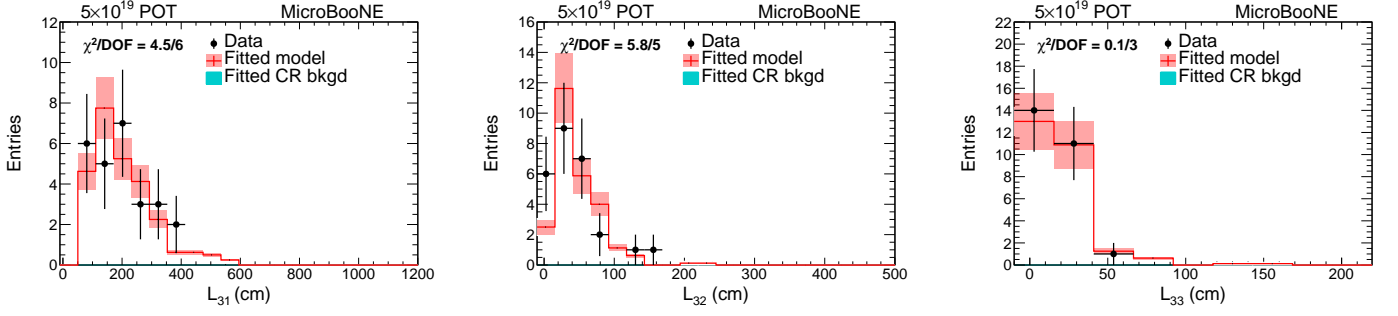 5×10¹⁹ POT MicroBooNE
χ²/DOF = 4.5/6
Data
Fitted model
Fitted CR bkgd
Entries
12
10
8
6
4
2
0
0 200 400 600 800 1000 1200
L₃₁ (cm)
5×10¹⁹ POT MicroBooNE
χ²/DOF = 5.8/5
Data
Fitted model
Fitted CR bkgd
Entries
16
14
12
10
8
6
4
2
0
0 100 200 300 400 500
L₃₂ (cm)
5×10¹⁹ POT MicroBooNE
χ²/DOF = 0.1/3
Data
Fitted model
Fitted CR bkgd
Entries
22
20
18
16
14
12
10
8
6
4
2
0
0 50 100 150 200
L₃₃ (cm)